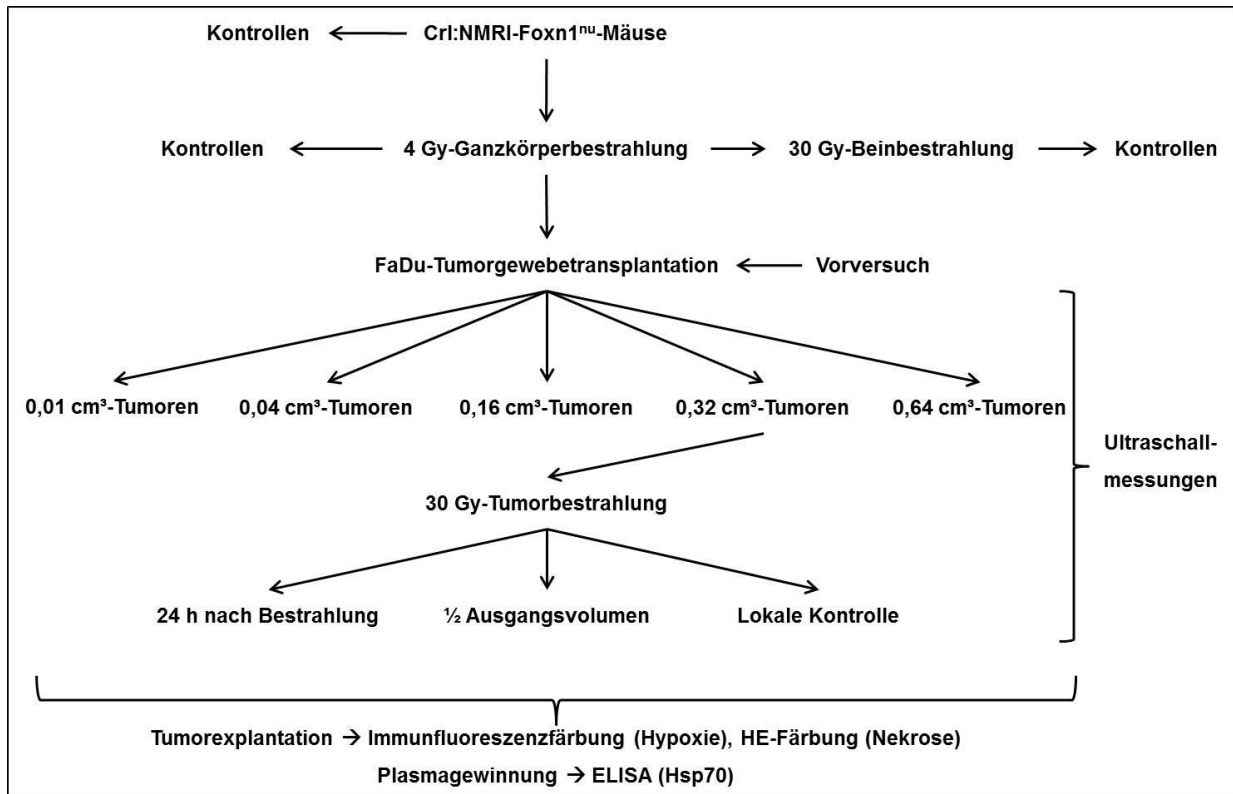 Kontrollen ← Crl:NMRI-Foxn1ⁿᵘ-Mäuse
Kontrollen ← 4 Gy-Ganzkörperbestrahlung → 30 Gy-Beinbestrahlung → Kontrollen
FaDu-Tumorgewebetransplantation ← Vorversuch
0,01 cm³-Tumoren 0,04 cm³-Tumoren 0,16 cm³-Tumoren 0,32 cm³-Tumoren 0,64 cm³-Tumoren
Ultraschall-
messungen
30 Gy-Tumorbestrahlung
24 h nach Bestrahlung ½ Ausgangsvolumen Lokale Kontrolle
Tumorexplantation → Immunfluoreszenzfärbung (Hypoxie), HE-Färbung (Nekrose)
Plasmagewinnung → ELISA (Hsp70)